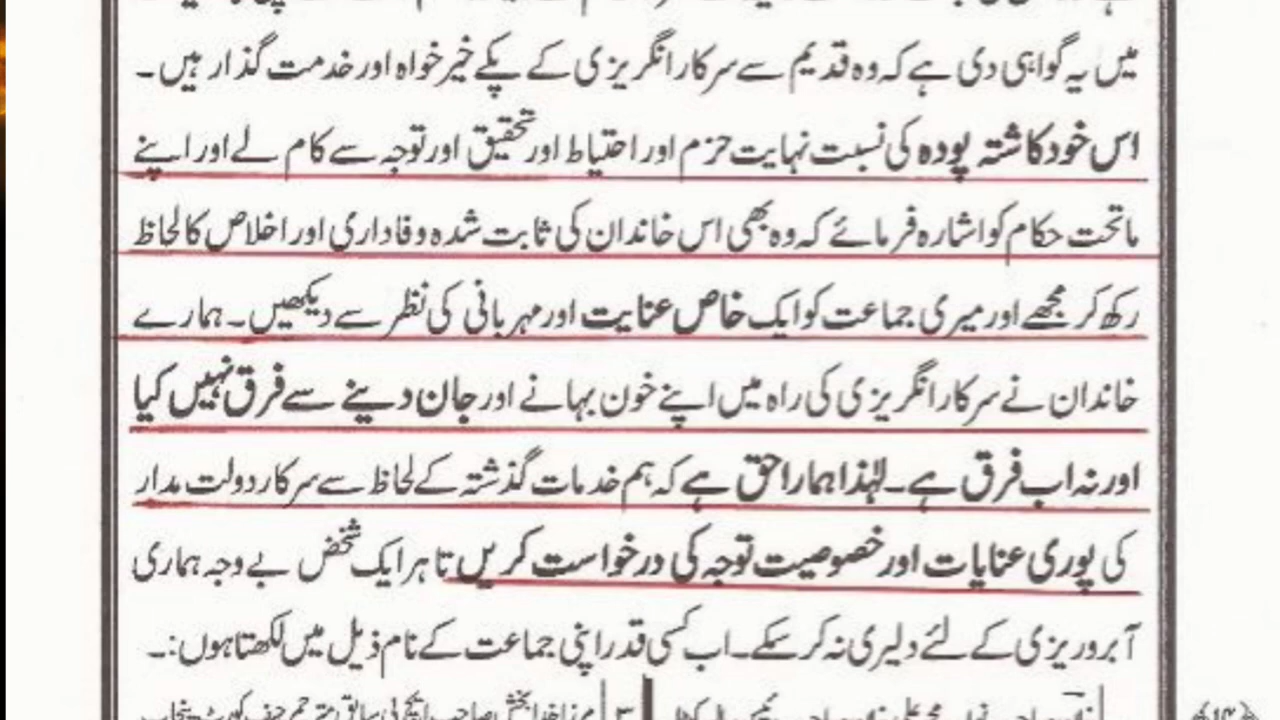 میں یہ گواہی دی ہے کہ وہ قدیم سے سرکار انگریزی کے پکے خیر خواہ اور خدمت گذار ہیں۔
اس خود کاشتہ پودہ کی نسبت نہایت حزم اور احتیاط اور تحقیق اور توجہ سے کام لے اور اپنے
ماتحت حکام کو اشارہ فرمائے کہ وہ بھی اس خاندان کی ثابت شدہ وفاداری اور اخلاص کا لحاظ
رکھ کر مجھے اور میری جماعت کو ایک خاص عنایت اور مہربانی کی نظر سے دیکھیں۔ ہمارے
خاندان نے سرکار انگریزی کی راہ میں اپنے خون بہانے اور جان دینے سے فرق نہیں کیا
اور نہ اب فرق ہے۔ لہٰذا ہمارا حق ہے کہ ہم خدمات گذشتہ کے لحاظ سے سرکار دولت مدار
کی پوری عنایات اور خصوصیت توجہ کی درخواست کریں تا ہر ایک شخص بے وجہ ہماری
آبروریزی کے لئے دلیری نہ کر سکے۔ اب کسی قدر اپنی جماعت کے نام ذیل میں لکھتا ہوں:۔